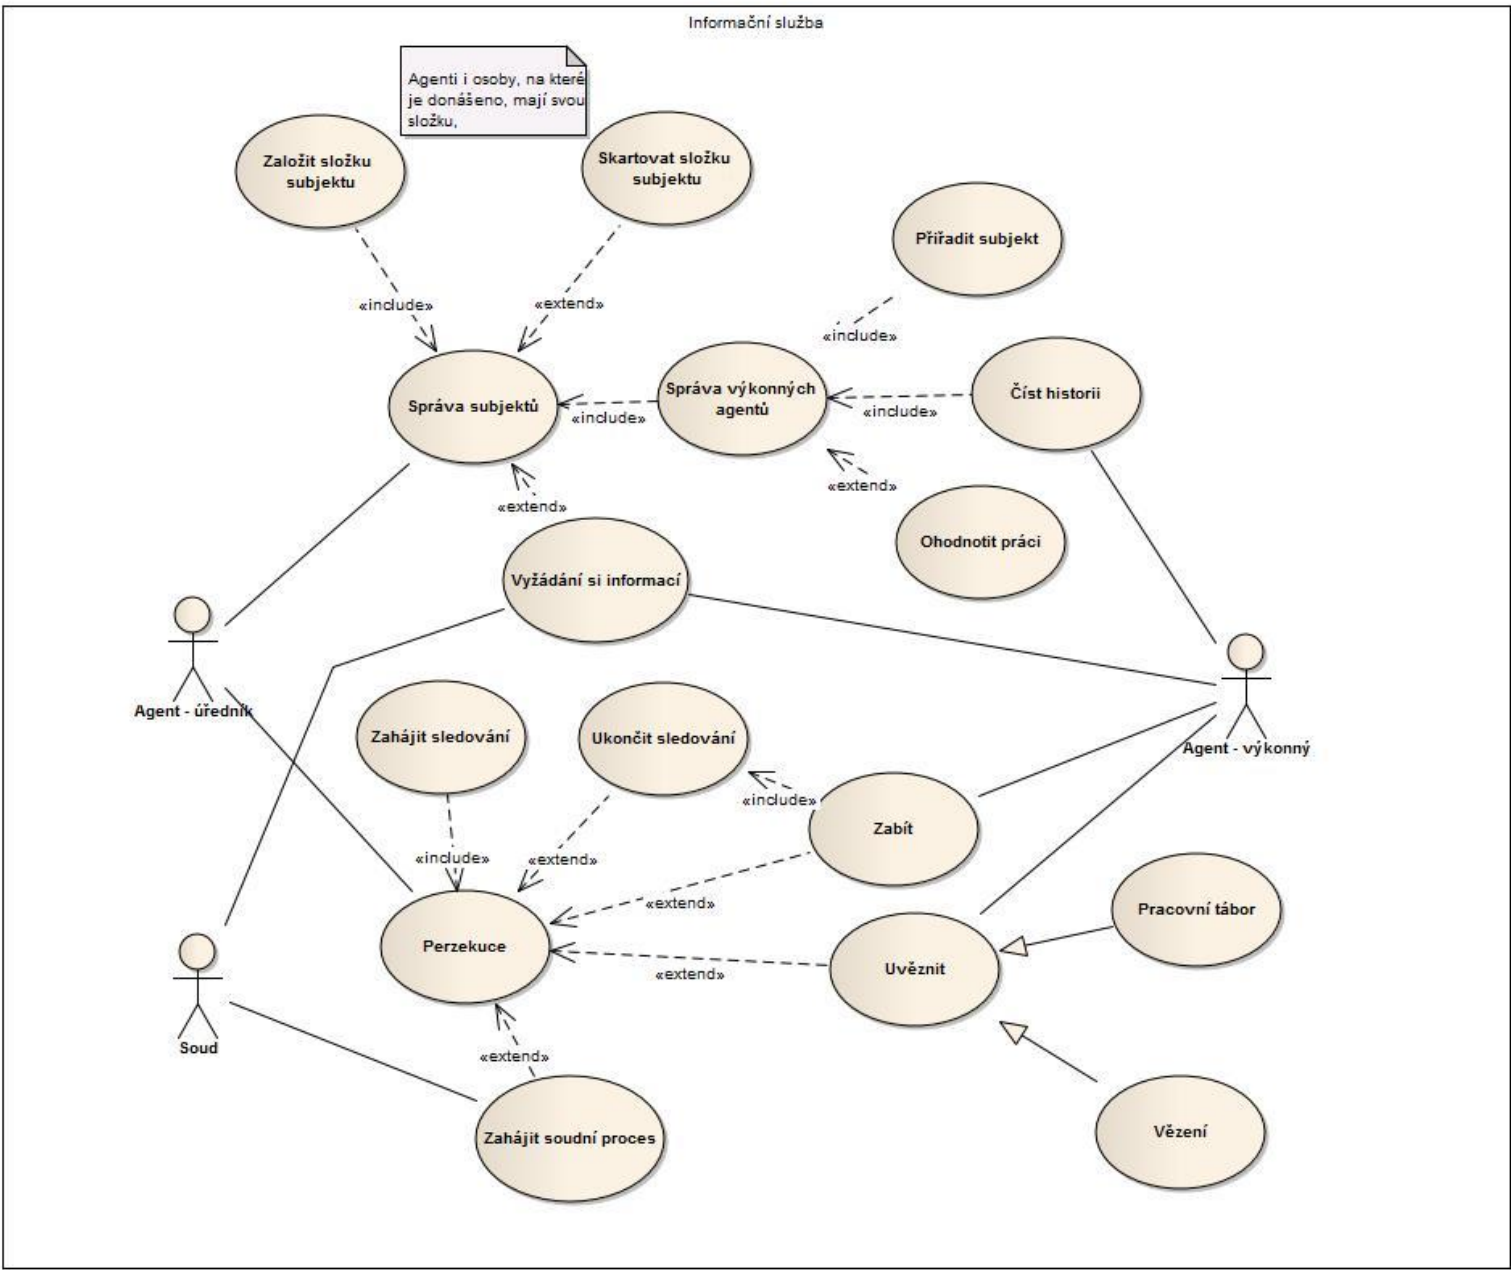 Informační služba
Agenti i osoby, na které
je donášeno, mají svou
složku,
Založit složku
subjektu
Skartovat složku
subjektu
Přiřadit subjekt
«include»
«extend»
«include»
Správa subjektů
«include»
Správa výkonných
agentů
«include»
Číst historii
«extend»
«extend»
Ohodnotit práci
Vyžádání si informací
Agent - úředník
Agent - výkonný
Zahájit sledování
Ukončit sledování
«include»
Zabít
«include»
«extend»
«extend»
Pracovní tábor
Perzekuce
«extend»
Uvěznit
Soud
«extend»
Zahájit soudní proces
Vězení